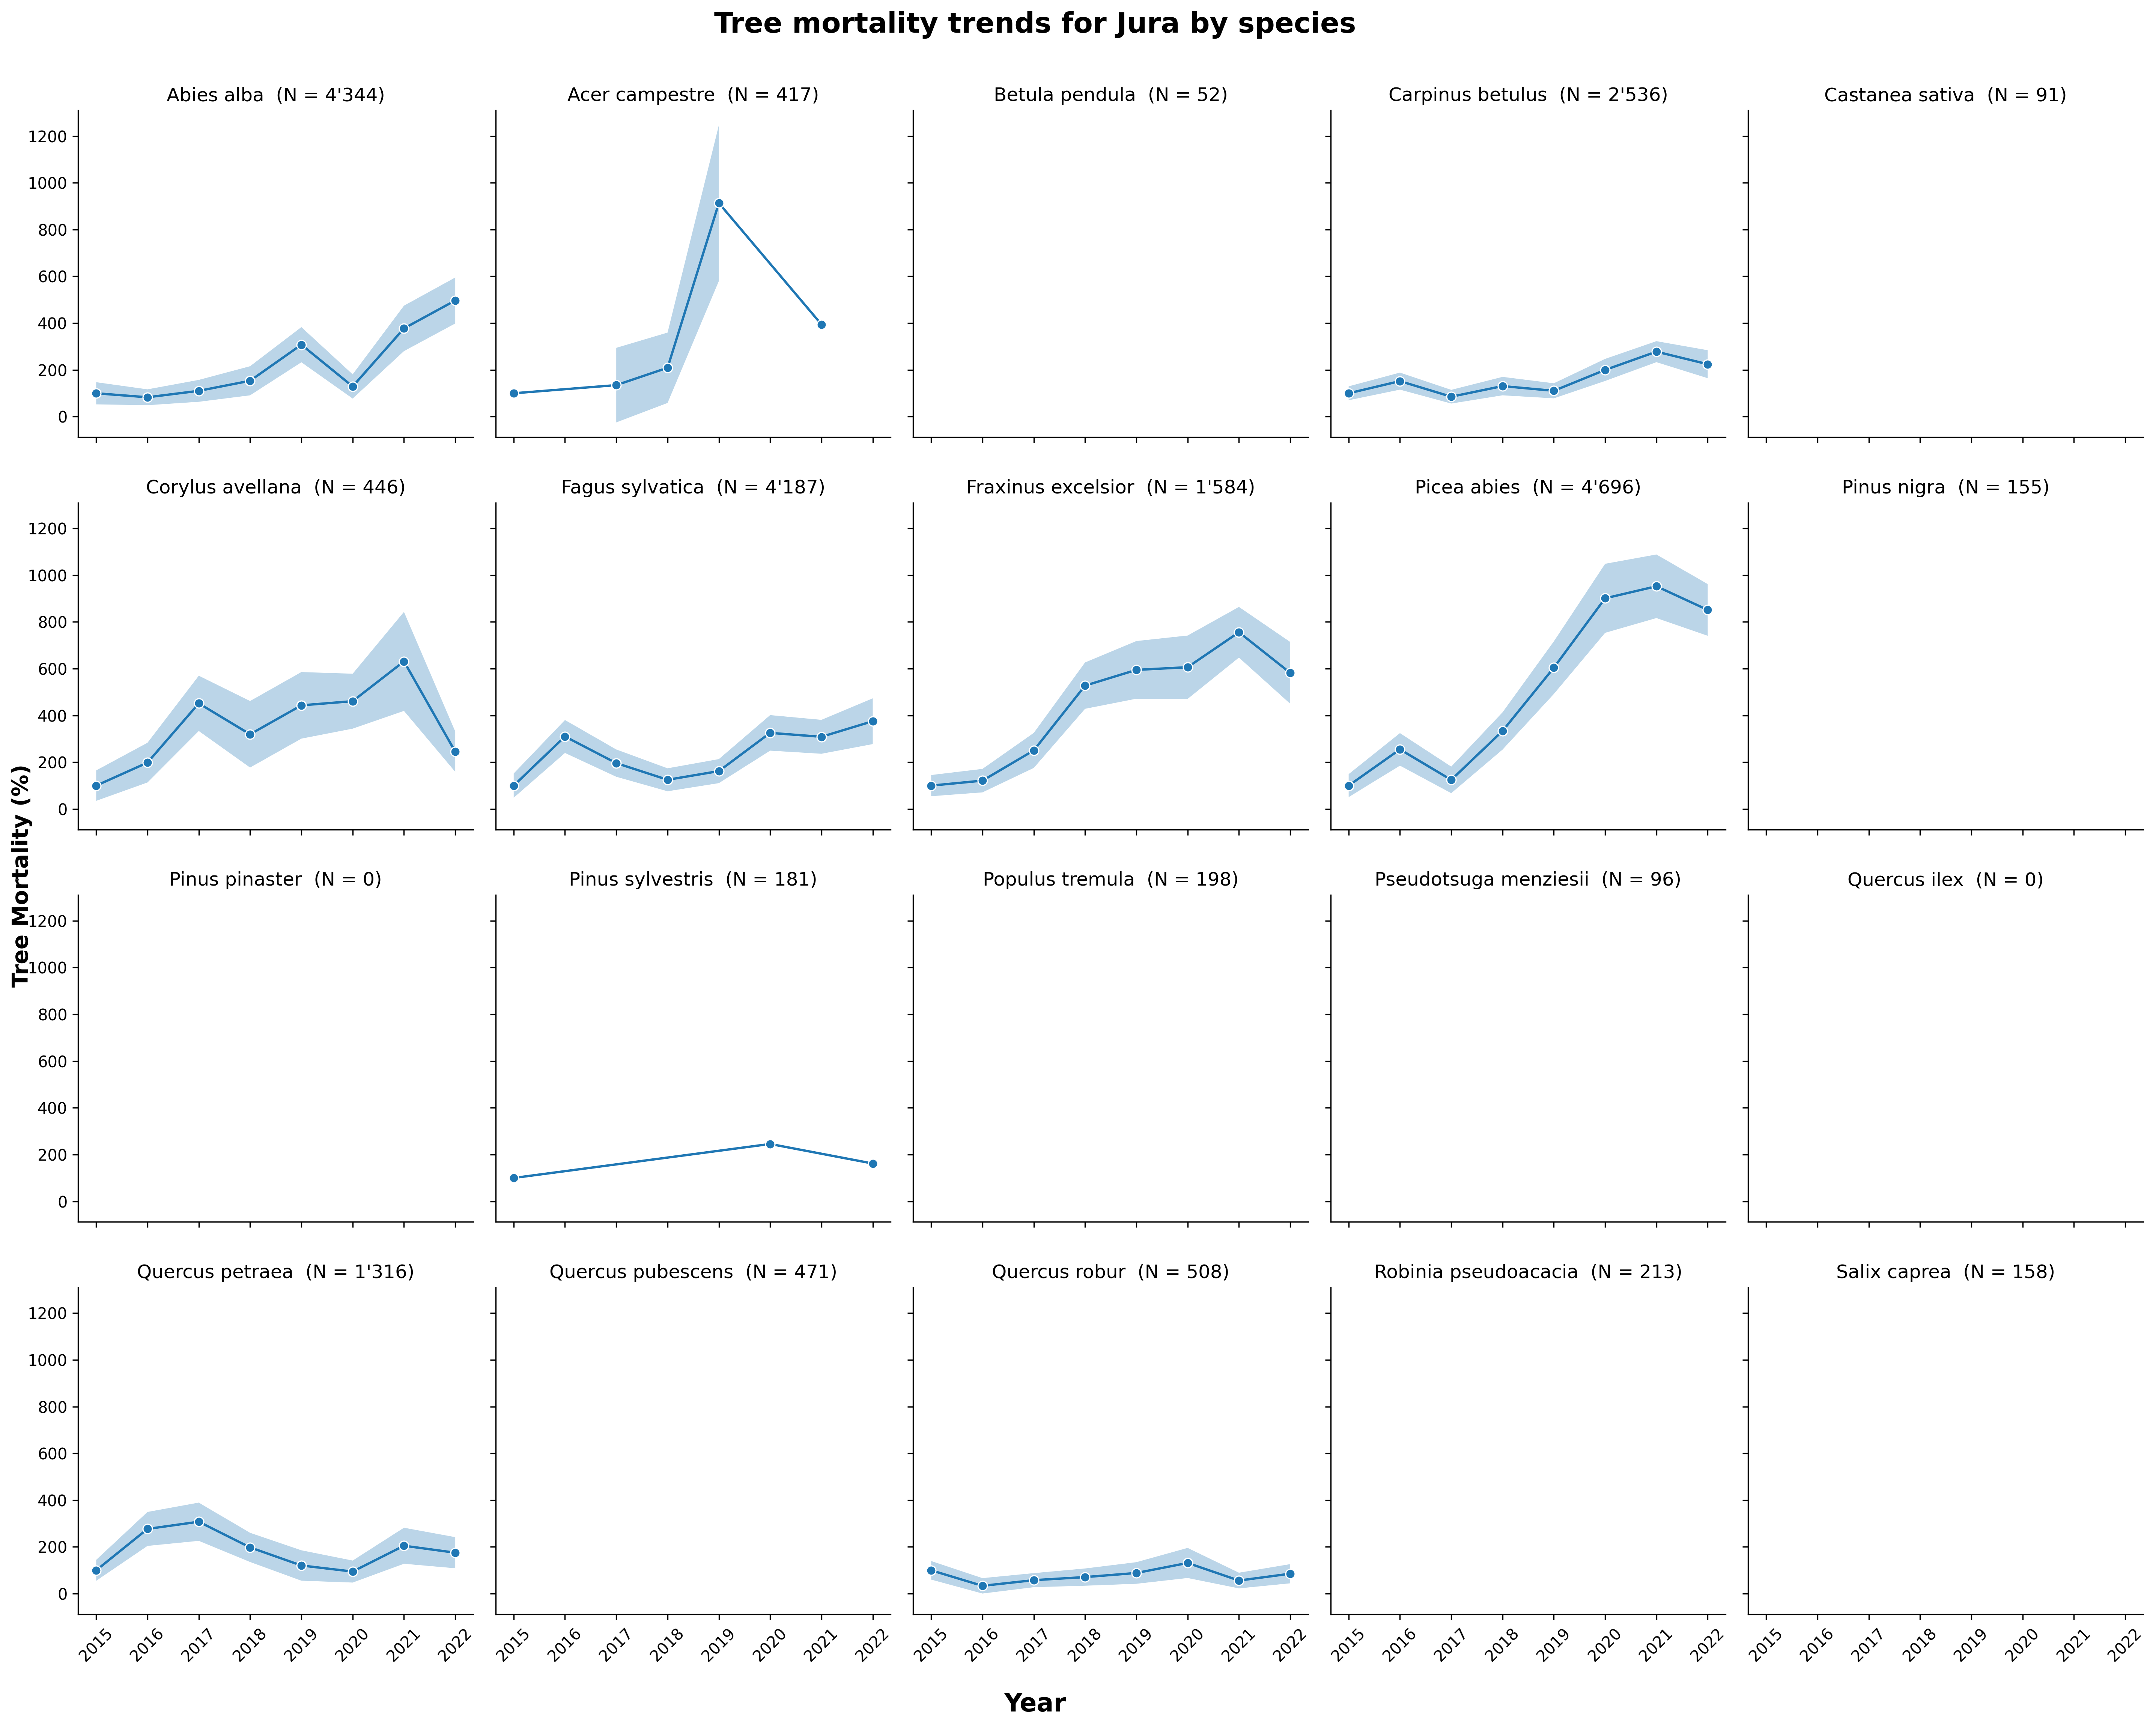 Tree mortality trends for Jura by species
Abies alba  (N = 4'344)
Acer campestre  (N = 417)
Betula pendula  (N = 52)
Carpinus betulus  (N = 2'536)
Castanea sativa  (N = 91)
1200
1000
800
600
400
200
0
Corylus avellana  (N = 446)
Fagus sylvatica  (N = 4'187)
Fraxinus excelsior  (N = 1'584)
Picea abies  (N = 4'696)
Pinus nigra  (N = 155)
1200
1000
800
600
400
200
0
Tree Mortality (%)
Pinus pinaster  (N = 0)
Pinus sylvestris  (N = 181)
Populus tremula  (N = 198)
Pseudotsuga menziesii  (N = 96)
Quercus ilex  (N = 0)
1200
1000
800
600
400
200
0
Quercus petraea  (N = 1'316)
Quercus pubescens  (N = 471)
Quercus robur  (N = 508)
Robinia pseudoacacia  (N = 213)
Salix caprea  (N = 158)
1200
1000
800
600
400
200
0
2015 2016 2017 2018 2019 2020 2021 2022
2015 2016 2017 2018 2019 2020 2021 2022
2015 2016 2017 2018 2019 2020 2021 2022
2015 2016 2017 2018 2019 2020 2021 2022
2015 2016 2017 2018 2019 2020 2021 2022
Year